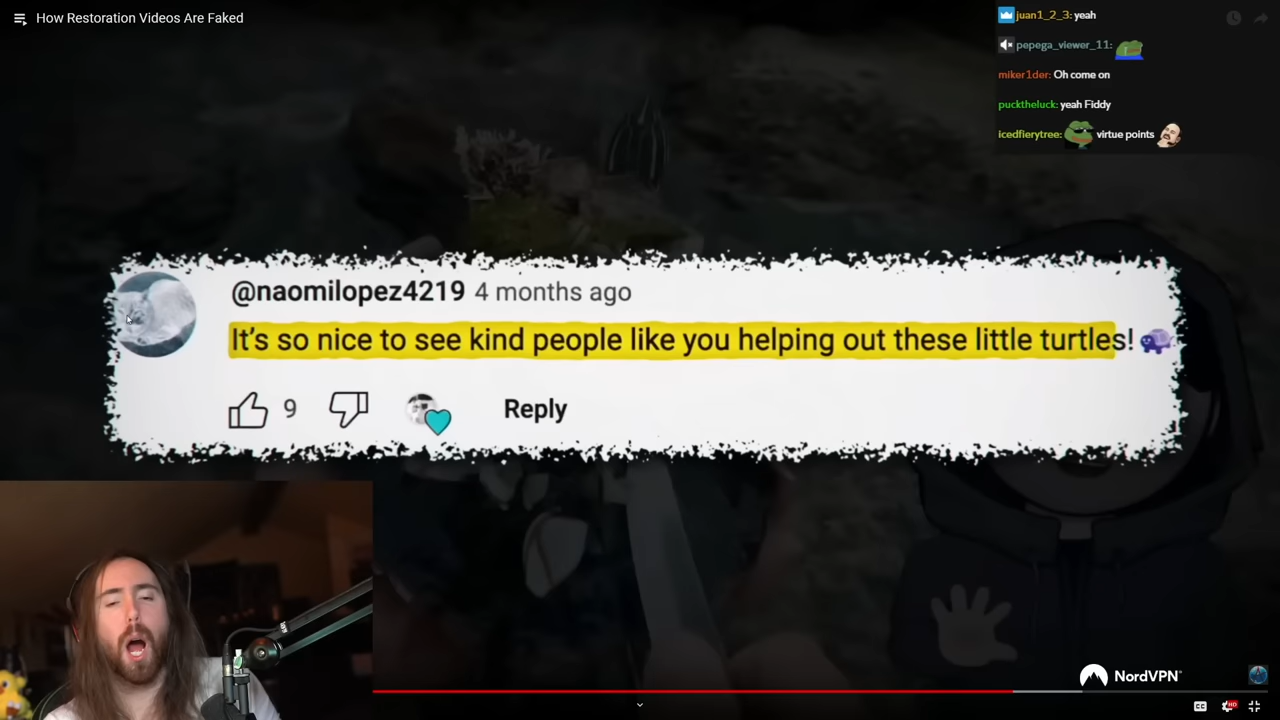 How Restoration Videos Are Faked
juan1_2_3: yeah
pepega_viewer_11:
miker1der: Oh come on
pucktheluck: yeah Fiddy
icedfierytree: virtue points
@naomilopez4219 4 months ago
It's so nice to see kind people like you helping out these little turtles!
9
Reply
NordVPN
CC
HD